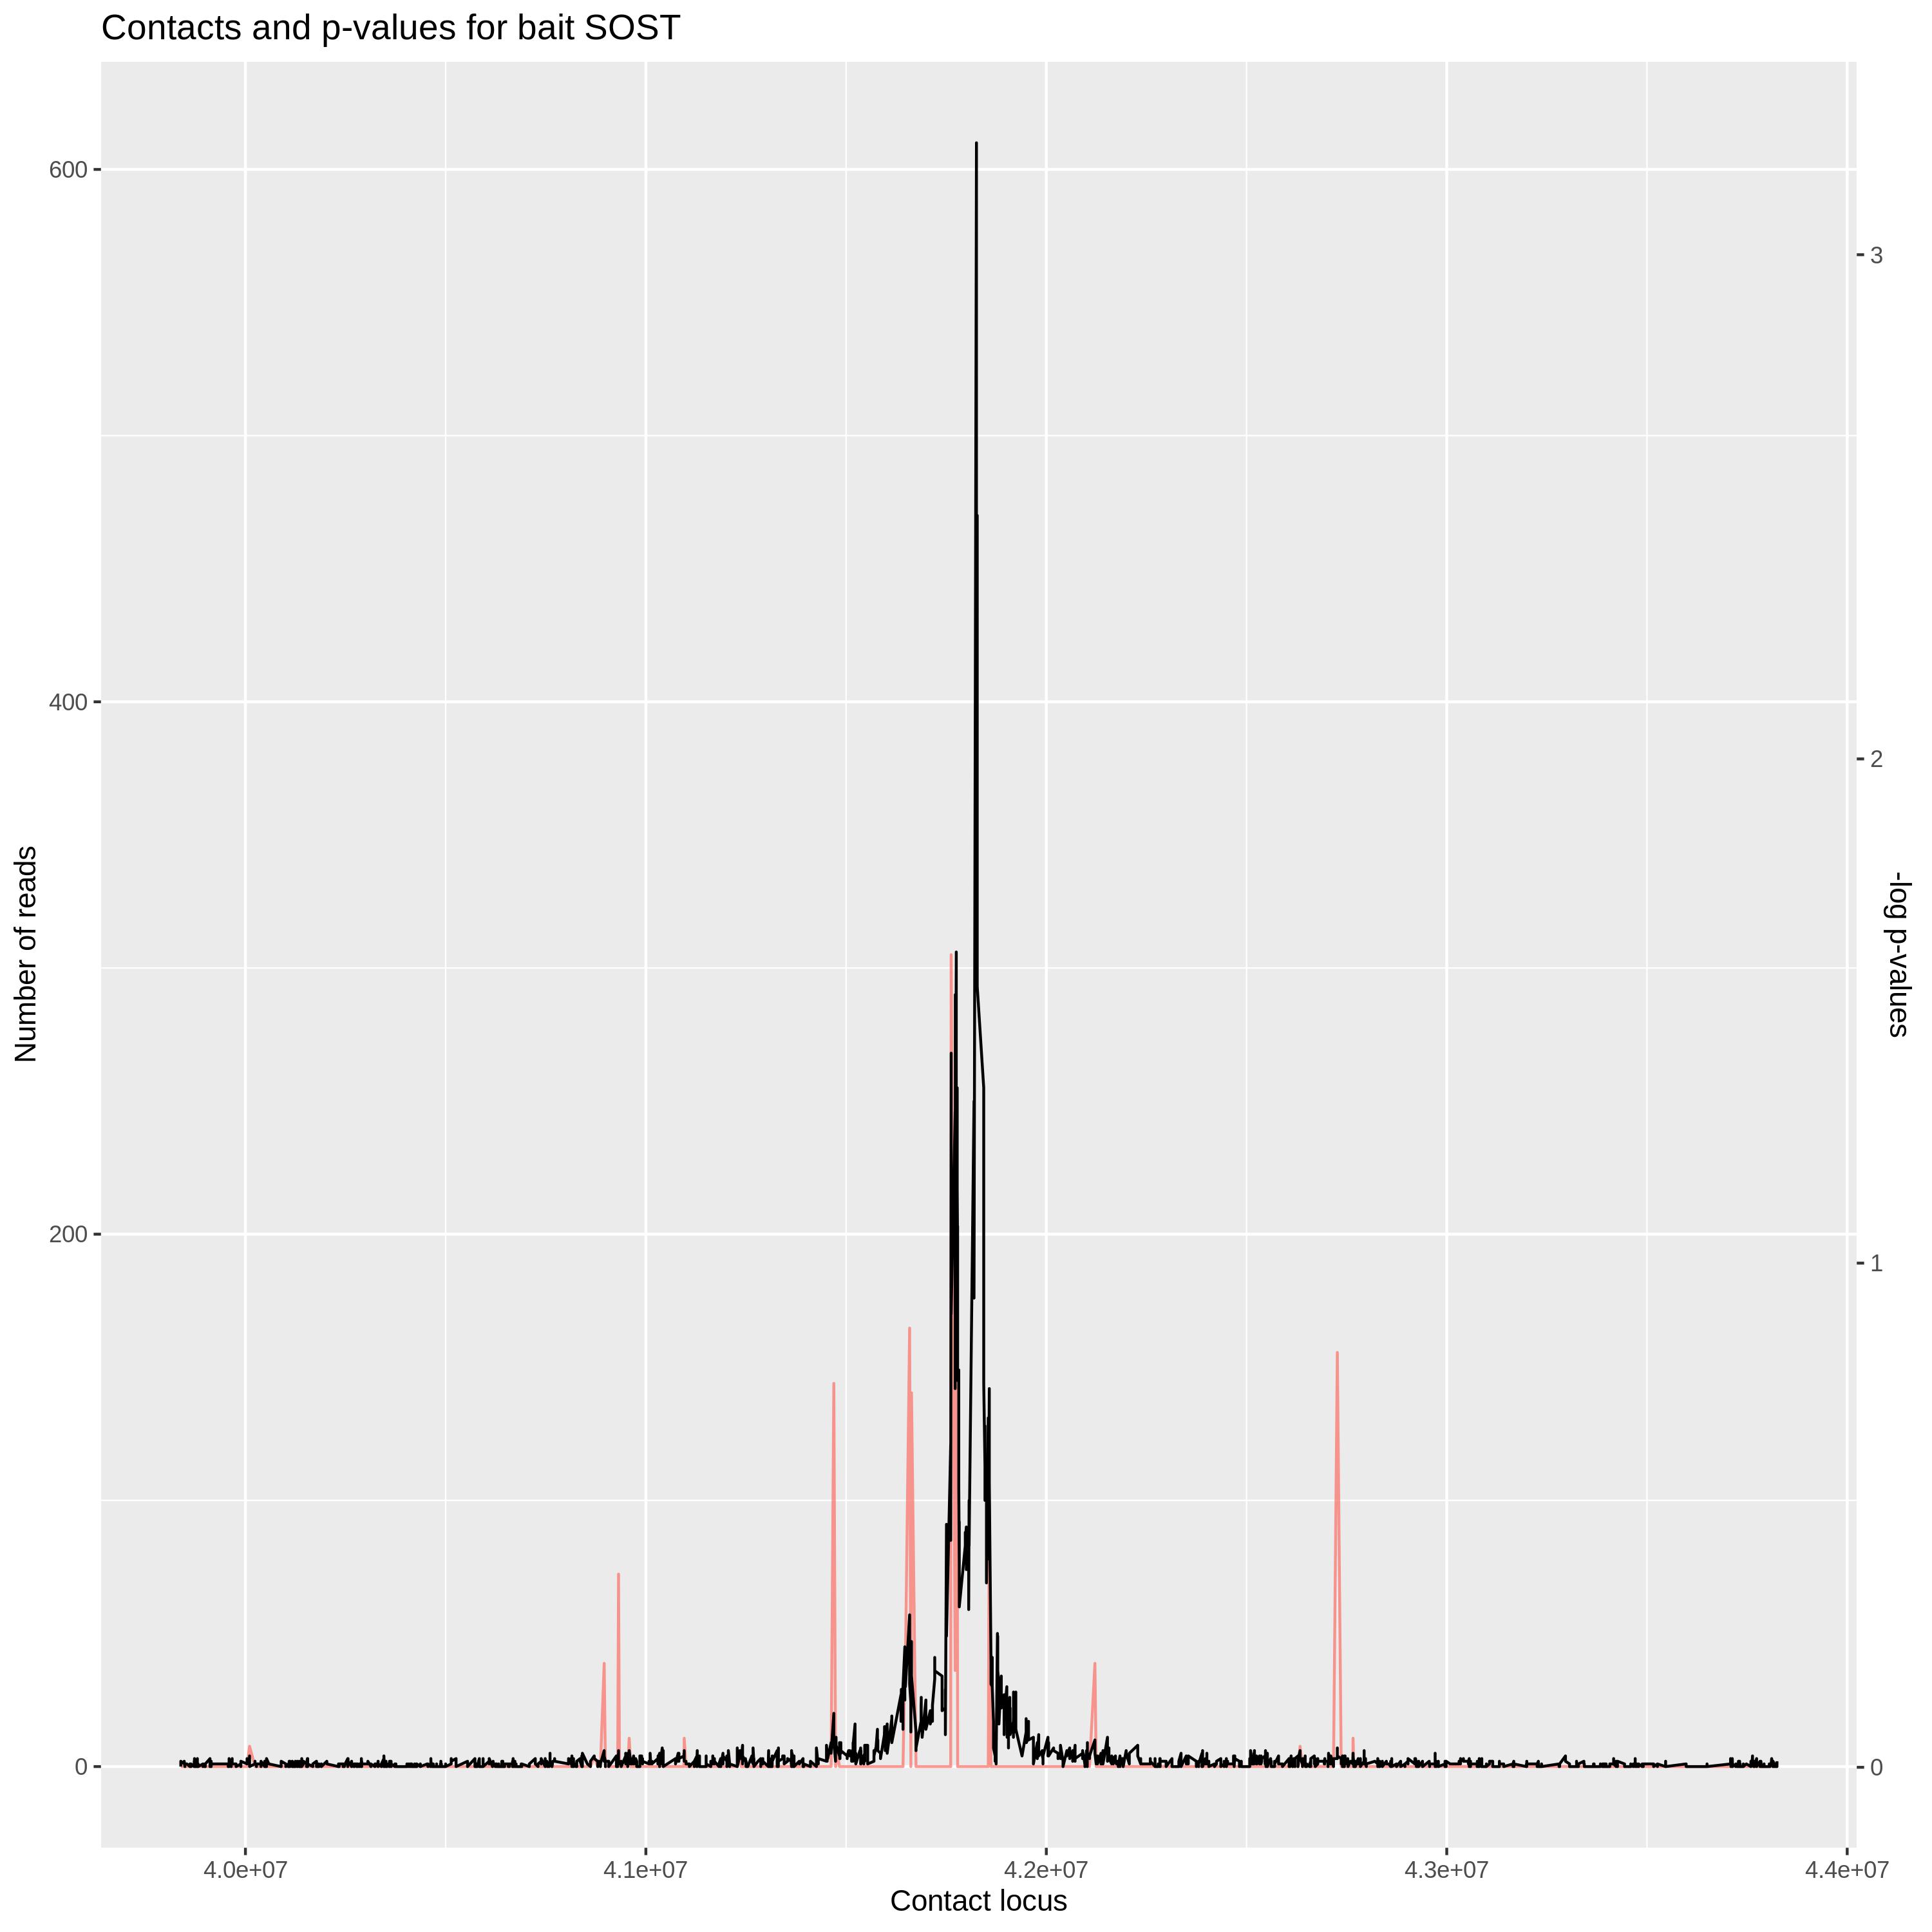 Contacts and p-values for bait SOST
600
400
200
0
Number of reads
3
2
1
0
-log p-values
4.0e+07
4.1e+07
4.2e+07
4.3e+07
4.4e+07
Contact locus